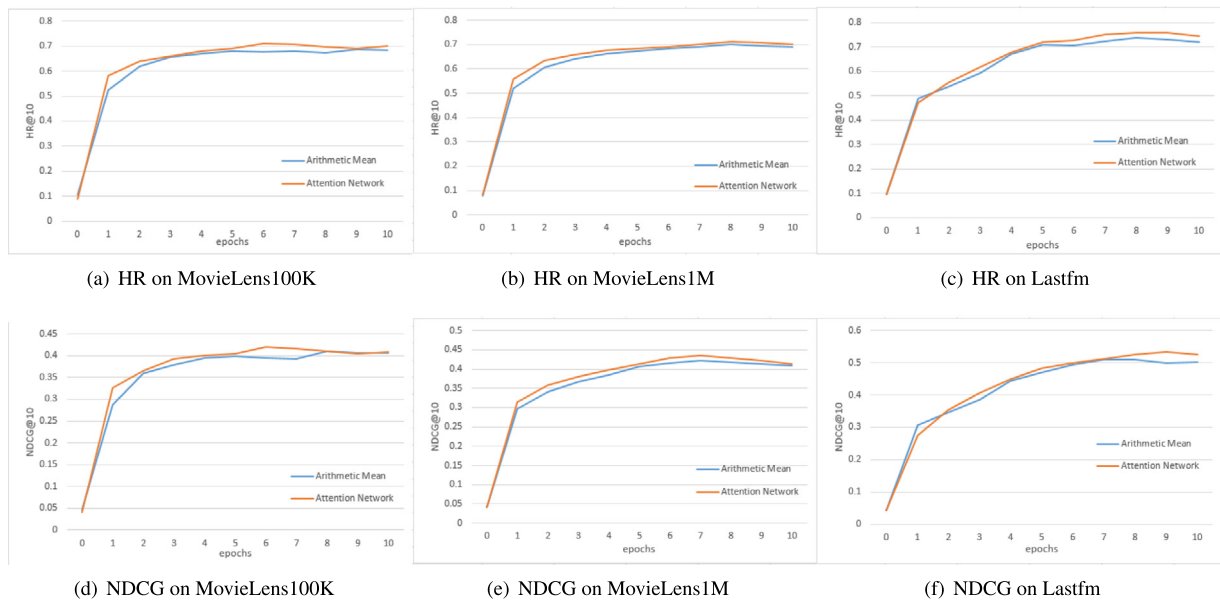 0.8
0.7
0.6
0.5
0.4
0.3
0.2
0.1
0
HR@10
Arithmetic Mean
Attention Network
0 1 2 3 4 5 6 7 8 9 10
epochs
(a) HR on MovieLens100K
0.8
0.7
0.6
0.5
0.4
0.3
0.2
0.1
0
HR@10
Arithmetic Mean
Attention Network
0 1 2 3 4 5 6 7 8 9 10
epochs
(b) HR on MovieLens1M
0.8
0.7
0.6
0.5
0.4
0.3
0.2
0.1
0
HR@10
Arithmetic Mean
Attention Network
0 1 2 3 4 5 6 7 8 9 10
epochs
(c) HR on Lastfm
0.45
0.4
0.35
0.3
0.25
0.2
0.15
0.1
0.05
0
NDCG@10
Arithmetic Mean
Attention Network
0 1 2 3 4 5 6 7 8 9 10
epochs
(d) NDCG on MovieLens100K
0.5
0.45
0.4
0.35
0.3
0.25
0.2
0.15
0.1
0.05
0
NDCG@10
Arithmetic Mean
Attention Network
0 1 2 3 4 5 6 7 8 9 10
epochs
(e) NDCG on MovieLens1M
0.6
0.5
0.4
0.3
0.2
0.1
0
NDCG@10
Arithmetic Mean
Attention Network
0 1 2 3 4 5 6 7 8 9 10
epochs
(f) NDCG on Lastfm